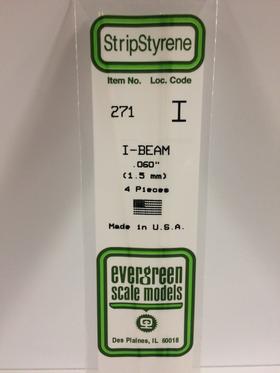 StripStyrene
Item No. Loc. Code
271 I
I-BEAM
.060"
(1.5 mm)
4 Pieces
Made in U.S.A.
evergreen
scale models
Des Plaines, IL 60018